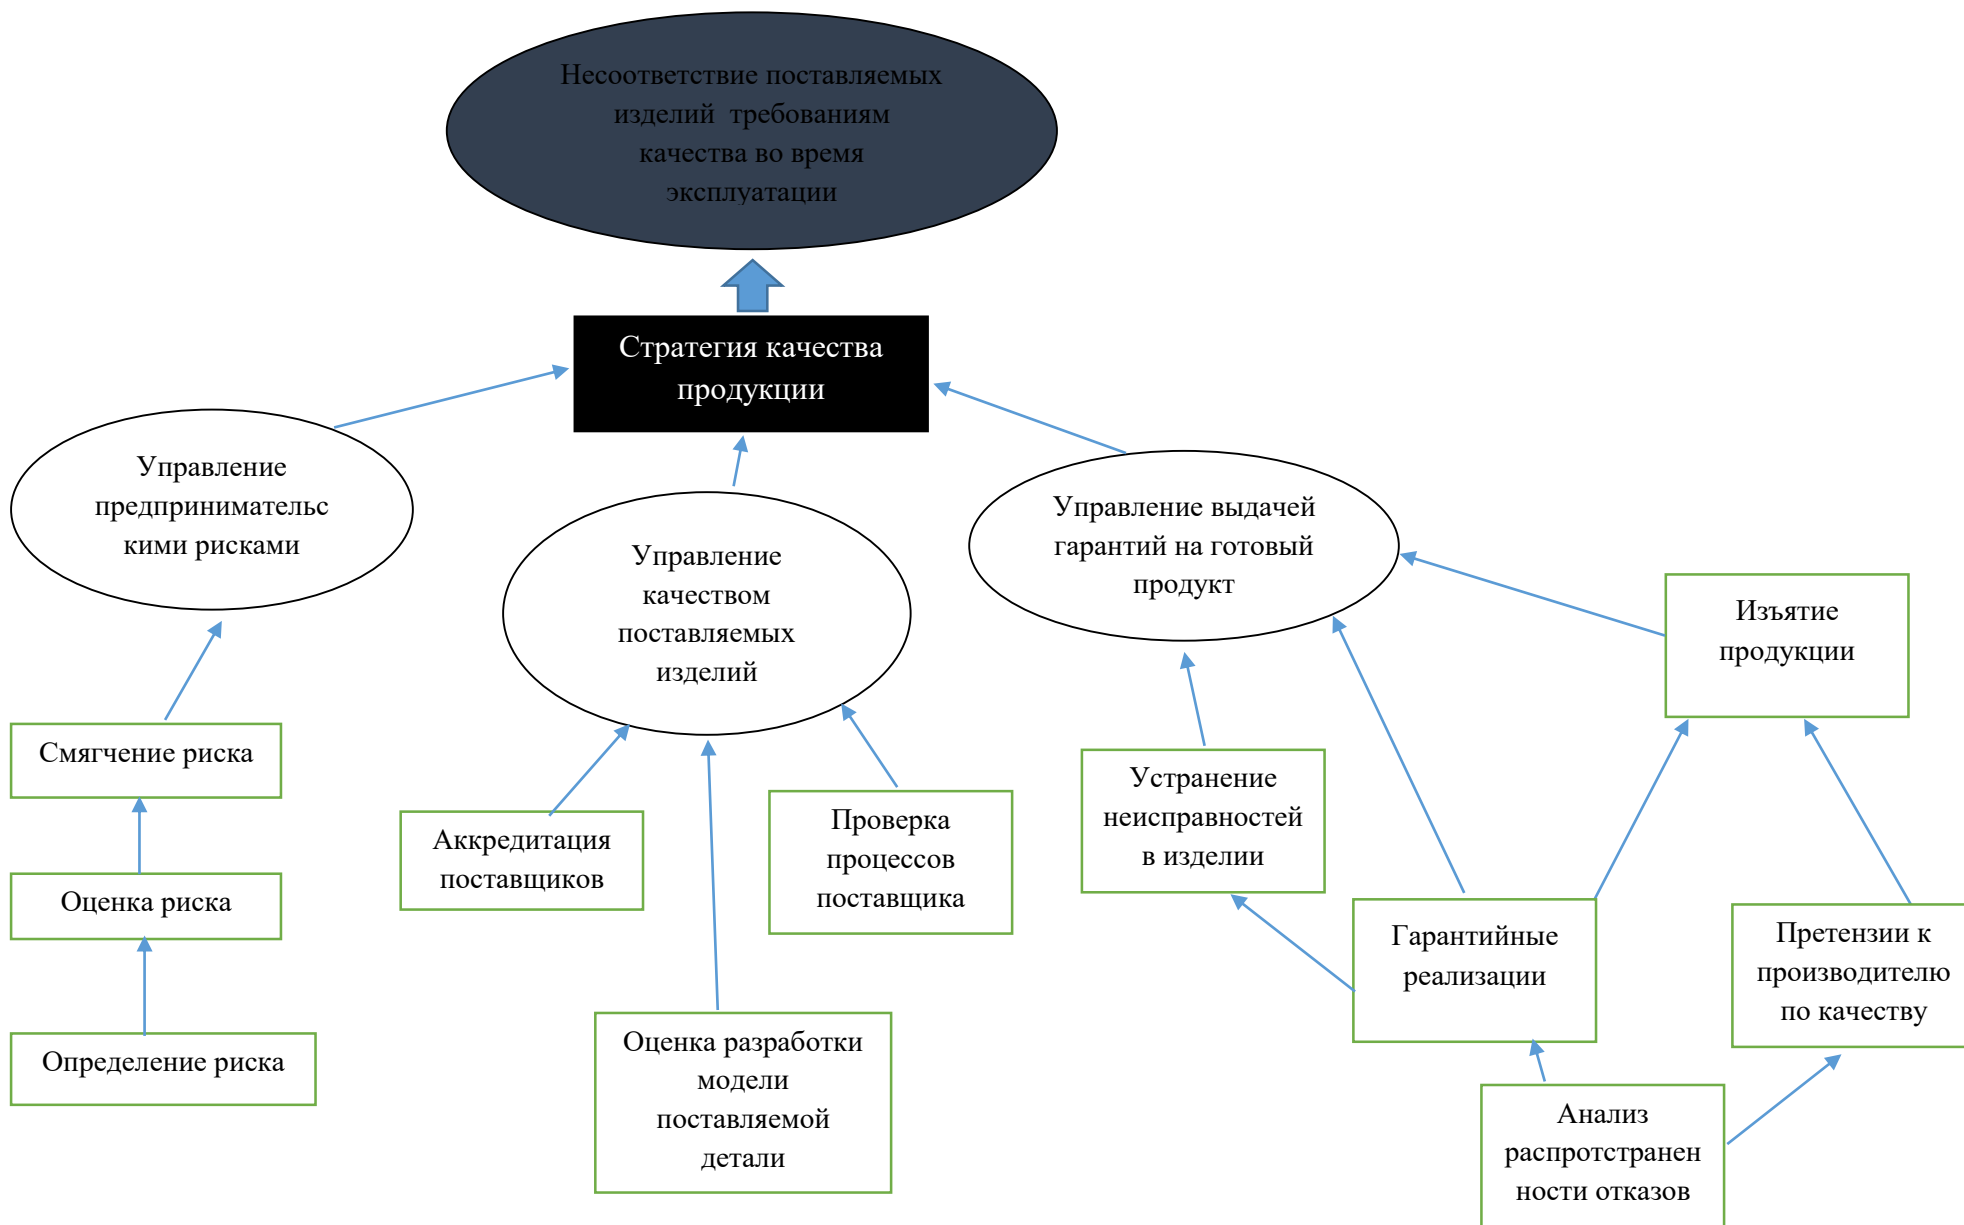 Несоответствие поставляемых
изделий требованиям
качества во время
эксплуатации
Стратегия качества
продукции
Управление
предпринимательс
кими рисками
Управление
качеством
поставляемых
изделий
Управление выдачей
гарантий на готовый
продукт
Изъятие
продукции
Смягчение риска
Оценка риска
Определение риска
Аккредитация
поставщиков
Оценка разработки
модели
поставляемой
детали
Проверка
процессов
поставщика
Устранение
неисправностей
в изделии
Гарантийные
реализации
Претензии к
производителю
по качеству
Анализ
распротстранен
ности отказов